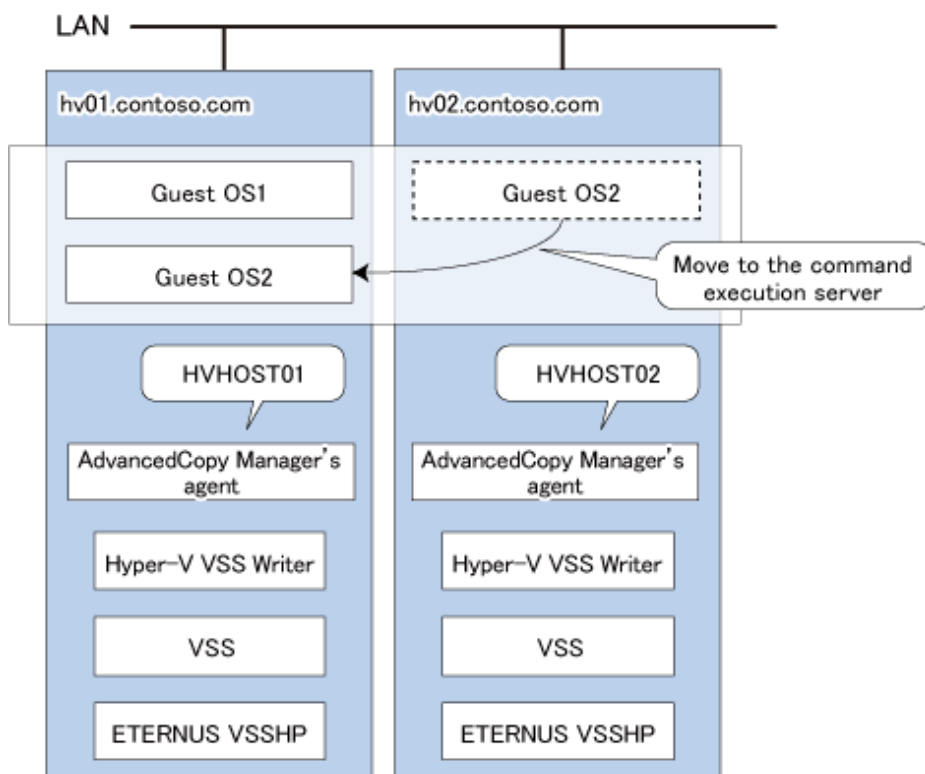 LAN
hv01.contoso.com
hv02.contoso.com
Guest OS1
Guest OS2
Guest OS2
Move to the command
execution server
HVHOST01
HVHOST02
AdvancedCopy Manager's
agent
AdvancedCopy Manager's
agent
Hyper-V VSS Writer
Hyper-V VSS Writer
VSS
VSS
ETERNUS VSSHP
ETERNUS VSSHP